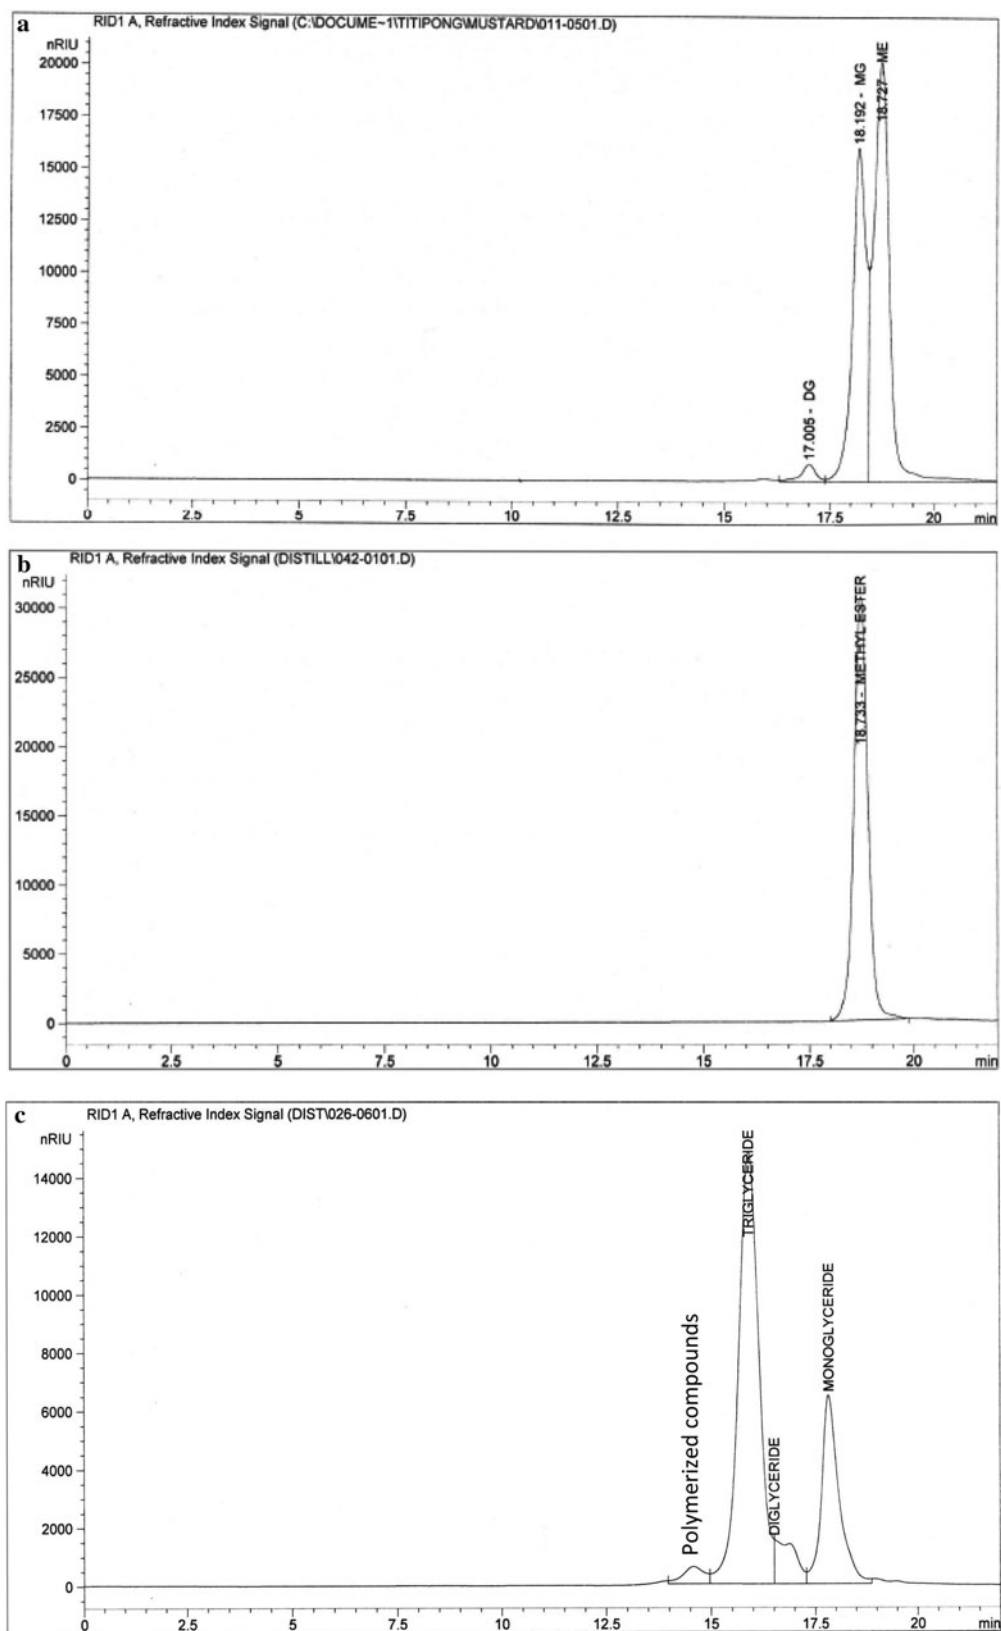 a
RID1 A, Refractive Index Signal (C:\DOCUME~1\TITIPONG\MUSTARD\011-0501.D)
nRIU
20000
17500
15000
12500
10000
7500
5000
2500
0
17.005 - DG
18.192 - MG
18.727 ME
0 2.5 5 7.5 10 12.5 15 17.5 20 min
b
RID1 A, Refractive Index Signal (DISTILL\042-0101.D)
nRIU
30000
25000
20000
15000
10000
5000
0
18.733 - METHYL ESTER
0 2.5 5 7.5 10 12.5 15 17.5 20 min
c
RID1 A, Refractive Index Signal (DIST\026-0601.D)
nRIU
14000
12000
10000
8000
6000
4000
2000
0
Polymerized compounds
TRIGLYCERIDE
DIGLYCERIDE
MONOGLYCERIDE
0 2.5 5 7.5 10 12.5 15 17.5 20 min